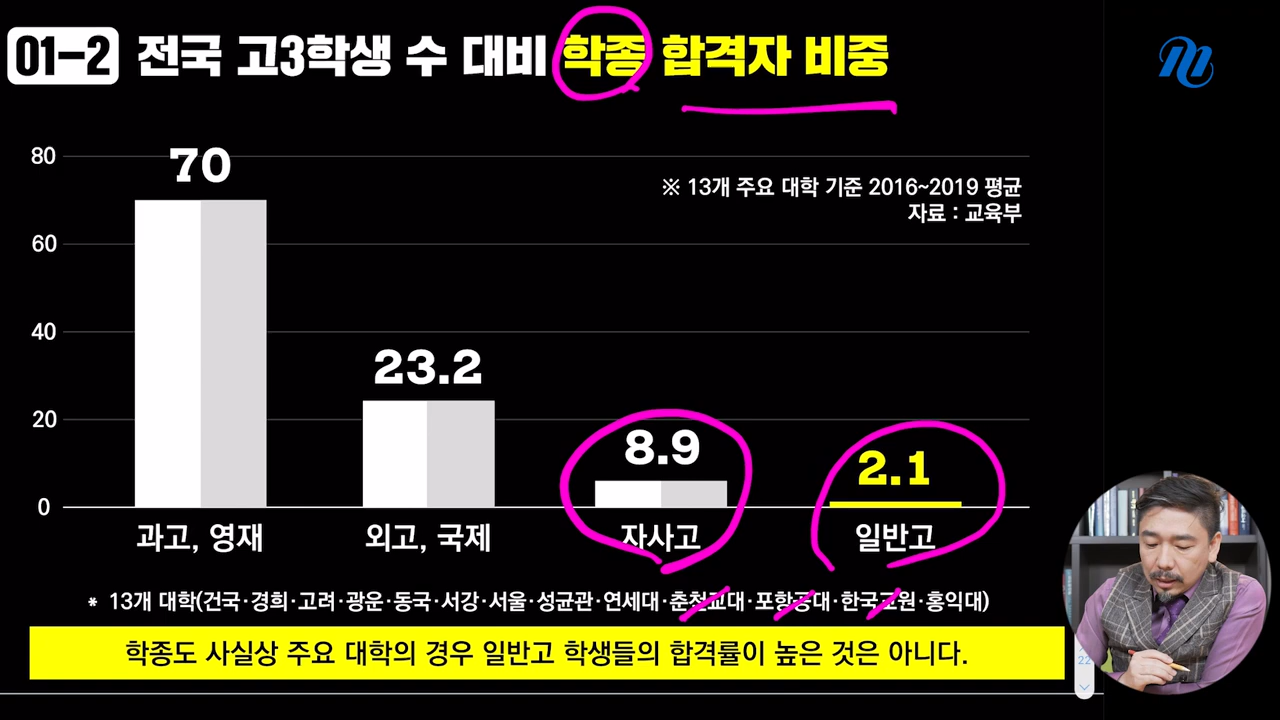 01-2 전국 고3학생 수 대비 학종 합격자 비중
80
60
40
20
0
※ 13개 주요 대학 기준 2016~2019 평균
자료 : 교육부
70
23.2
8.9
2.1
과고, 영재
외고, 국제
자사고
일반고
* 13개 대학(건국·경희·고려·광운·동국·서강·서울·성균관·연세대·춘천교대·포항공대·한국교원·홍익대)
학종도 사실상 주요 대학의 경우 일반고 학생들의 합격률이 높은 것은 아니다.
22